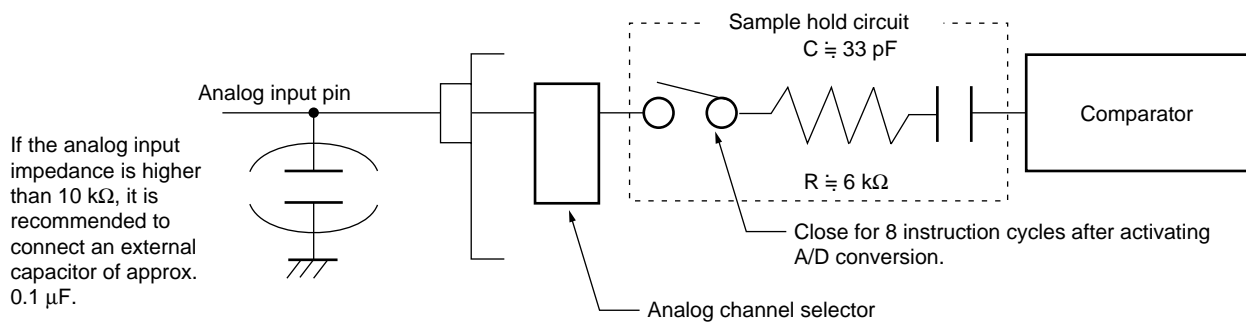 Sample hold circuit
C ≒ 33 pF
Analog input pin
Comparator
If the analog input
impedance is higher
than 10 kΩ, it is
recommended to
connect an external
capacitor of approx.
0.1 µF.
R ≒ 6 kΩ
Close for 8 instruction cycles after activating
A/D conversion.
Analog channel selector